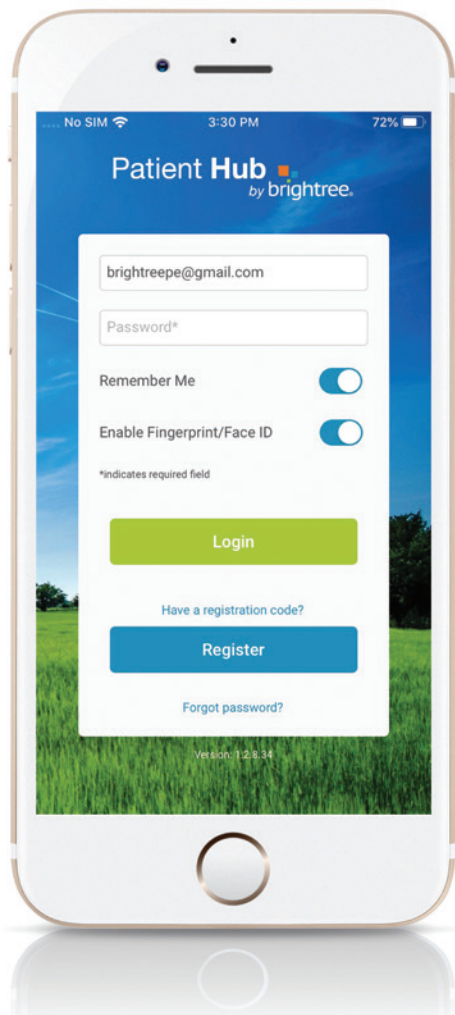 .... No SIM 3:30 PM 72%
Patient Hub
by brightree.
brightreepe@gmail.com
Password*
Remember Me
Enable Fingerprint/Face ID
*indicates required field
Login
Have a registration code?
Register
Forgot password?
Version: 1.2.8.34